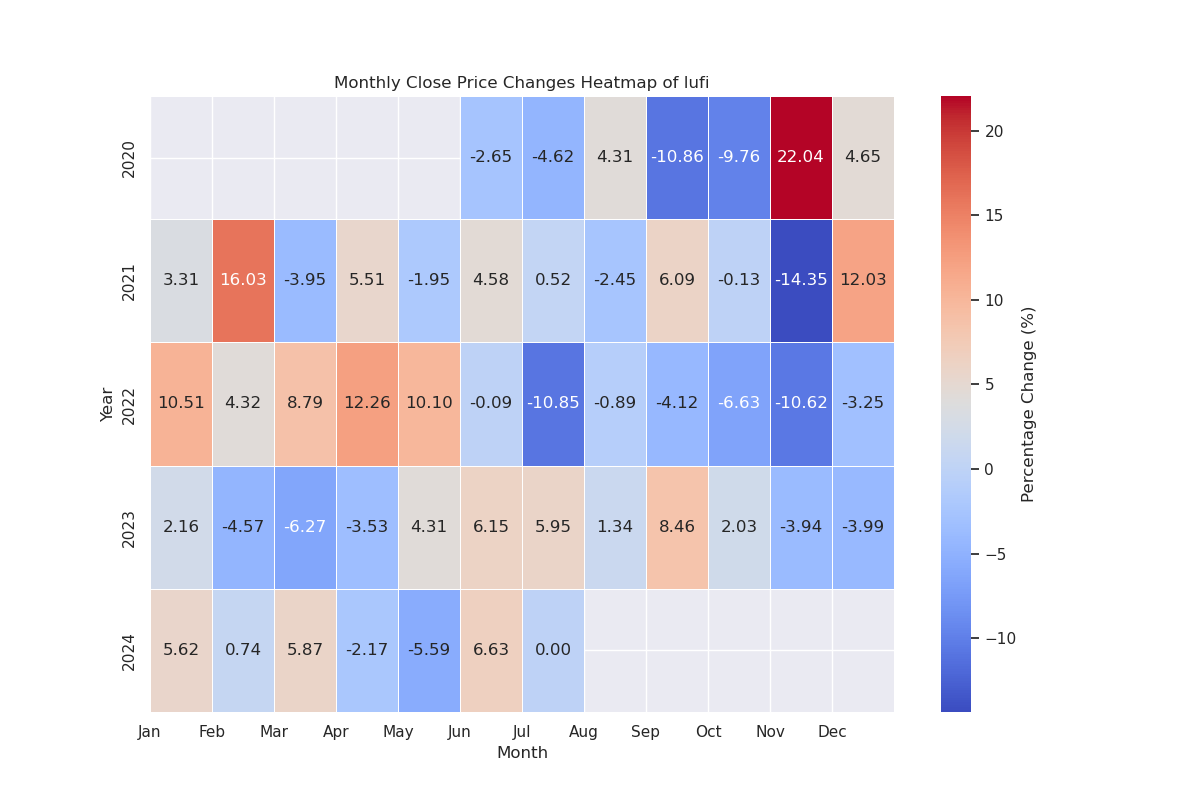 Monthly Close Price Changes Heatmap of lufi
2020 -2.65 -4.62 4.31 -10.86 -9.76 22.04 4.65
2021 3.31 16.03 -3.95 5.51 -1.95 4.58 0.52 -2.45 6.09 -0.13 -14.35 12.03
2022 10.51 4.32 8.79 12.26 10.10 -0.09 -10.85 -0.89 -4.12 -6.63 -10.62 -3.25
2023 2.16 -4.57 -6.27 -3.53 4.31 6.15 5.95 1.34 8.46 2.03 -3.94 -3.99
2024 5.62 0.74 5.87 -2.17 -5.59 6.63 0.00
Jan Feb Mar Apr May Jun Jul Aug Sep Oct Nov Dec
Month
Year
20
15
10
5
0
−5
−10
Percentage Change (%)